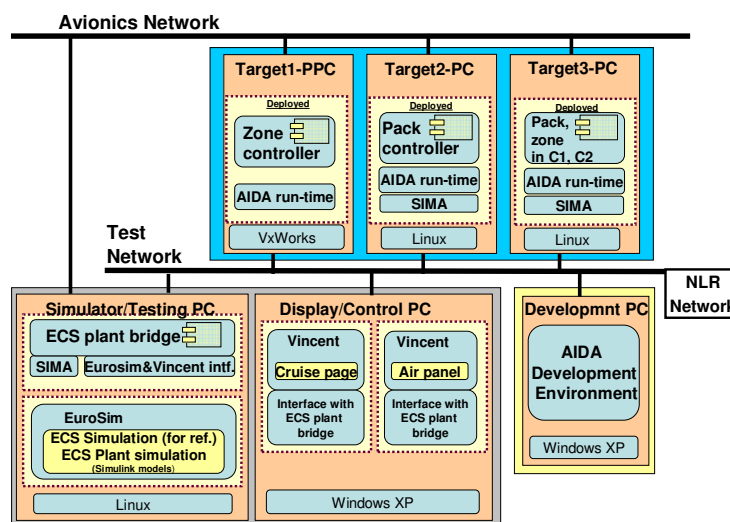 Avionics Network
Target1-PPC
Deployed
Zone
controller
AIDA run-time
VxWorks
Target2-PC
Deployed
Pack
controller
AIDA run-time
SIMA
Linux
Target3-PC
Deployed
Pack,
zone
in C1, C2
AIDA run-time
SIMA
Linux
Test
Network
NLR
Network
Simulator/Testing PC
ECS plant bridge
SIMA
Eurosim&Vincent intf.
EuroSim
ECS Simulation (for ref.)
ECS Plant simulation
(Simulink models)
Linux
Display/Control PC
Vincent
Cruise page
Interface with
ECS plant
bridge
Vincent
Air panel
Interface with
ECS plant
bridge
Windows XP
Developmnt PC
AIDA
Development
Environment
Windows XP